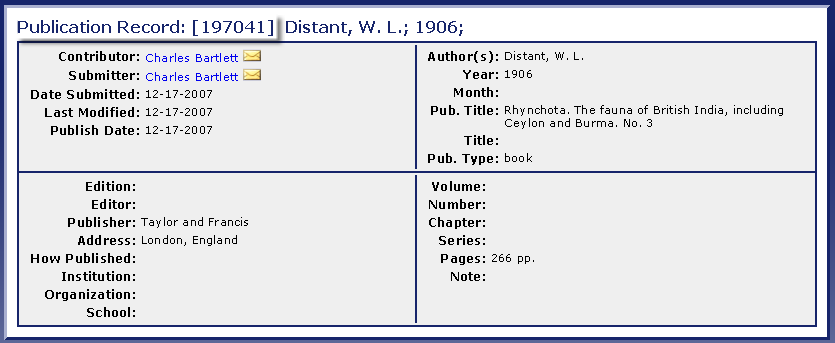 Publication Record: [197041] Distant, W. L.; 1906;
Contributor: Charles Bartlett
Submitter: Charles Bartlett
Date Submitted: 12-17-2007
Last Modified: 12-17-2007
Publish Date: 12-17-2007
Author(s): Distant, W. L.
Year: 1906
Month:
Pub. Title: Rhynchota. The fauna of British India, including
Ceylon and Burma. No. 3
Title:
Pub. Type: book
Edition:
Editor:
Publisher: Taylor and Francis
Address: London, England
How Published:
Institution:
Organization:
School:
Volume:
Number:
Chapter:
Series:
Pages: 266 pp.
Note: